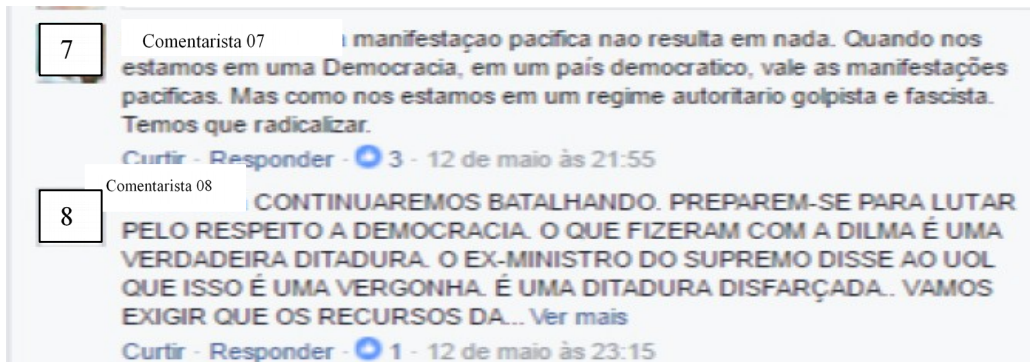 7 Comentarista 07 manifestaçao pacifica nao resulta em nada. Quando nos
estamos em uma Democracia, em um país democratico, vale as manifestações
pacificas. Mas como nos estamos em um regime autoritario golpista e fascista.
Temos que radicalizar.
Curtir · Responder · 3 · 12 de maio às 21:55
Comentarista 08
8 CONTINUAREMOS BATALHANDO. PREPAREM-SE PARA LUTAR
PELO RESPEITO A DEMOCRACIA. O QUE FIZERAM COM A DILMA É UMA
VERDADEIRA DITADURA. O EX-MINISTRO DO SUPREMO DISSE AO UOL
QUE ISSO É UMA VERGONHA. É UMA DITADURA DISFARÇADA.. VAMOS
EXIGIR QUE OS RECURSOS DA... Ver mais
Curtir · Responder · 1 · 12 de maio às 23:15